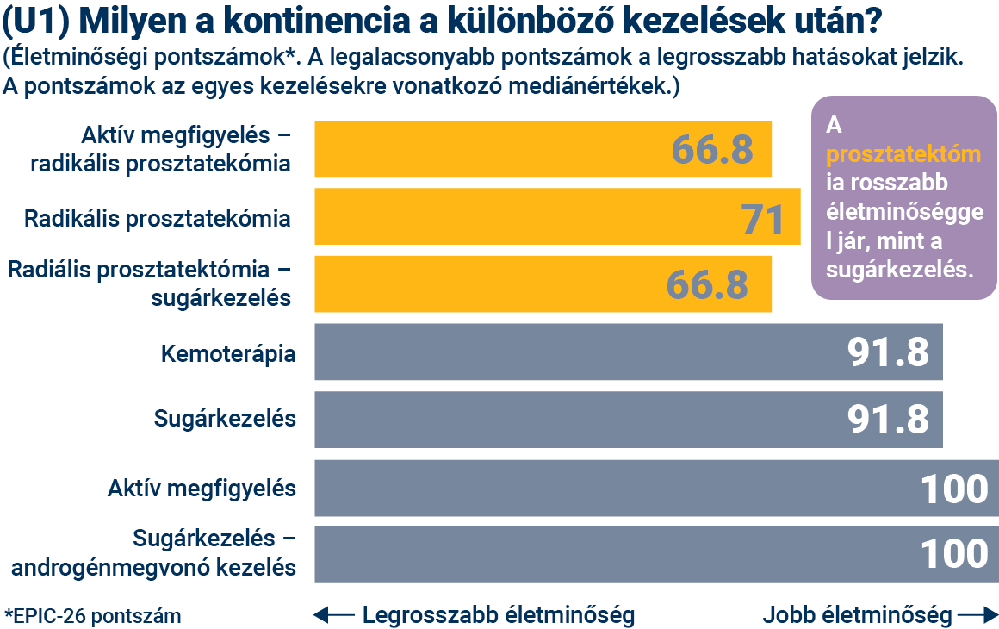 (U1) Milyen a kontinencia a különböző kezelések után?
(Életminőségi pontszámok*. A legalacsonyabb pontszámok a legrosszabb hatásokat jelzik.
A pontszámok az egyes kezelésekre vonatkozó mediánértékek.)
Aktív megfigyelés –
radikális prosztatekómia
66.8
Radikális prosztatekómia
71
Radiális prosztatektómia –
sugárkezelés
66.8
Kemoterápia
91.8
Sugárkezelés
91.8
Aktív megfigyelés
100
Sugárkezelés –
androgénmegvonó kezelés
100
A
prosztatektóm
ia rosszabb
életminőségge
l jár, mint a
sugárkezelés.
*EPIC-26 pontszám
Legrosszabb életminőség
Jobb életminőség